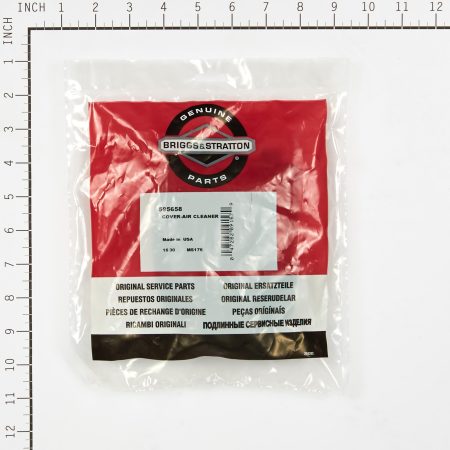 INCH 1 2 3 4 5 6 7 8 9 10 11 12
INCH
1
2
3
4
5
6
7
8
9
10
11
12
GENUINE
BRIGGS&STRATTON
PARTS
595658
COVER-AIR CLEANER
Made in USA
ORIGINAL SERVICE PARTS ORIGINAL ERSATZTEILE
REPUESTOS ORIGINALES ORIGINAL RESERUDELAR
PIÈCES DE RECHANGE D'ORIGINE PEÇAS ORIGÍNAIS
RICAMBI ORIGINALI ПОДЛИННЫЕ СЕРВИСНЫЕ ИЗДЕЛИЯ